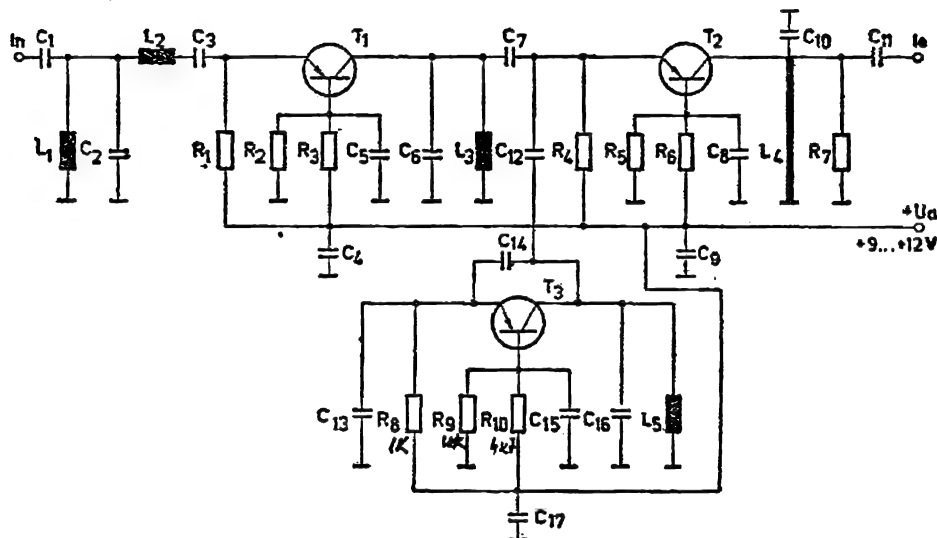 In C1 L2 C3 T1 C7 T2 C10 C11 Ie
L1 C2 R1 R2 R3 C5 C6 L3 C12 R4 R5 R6 C8 L4 R7
+Ua
+9...+12V
C4 C14 C9
T3
C13 R8 R9 R10 C15 C16 L5
1K 4k7
C17